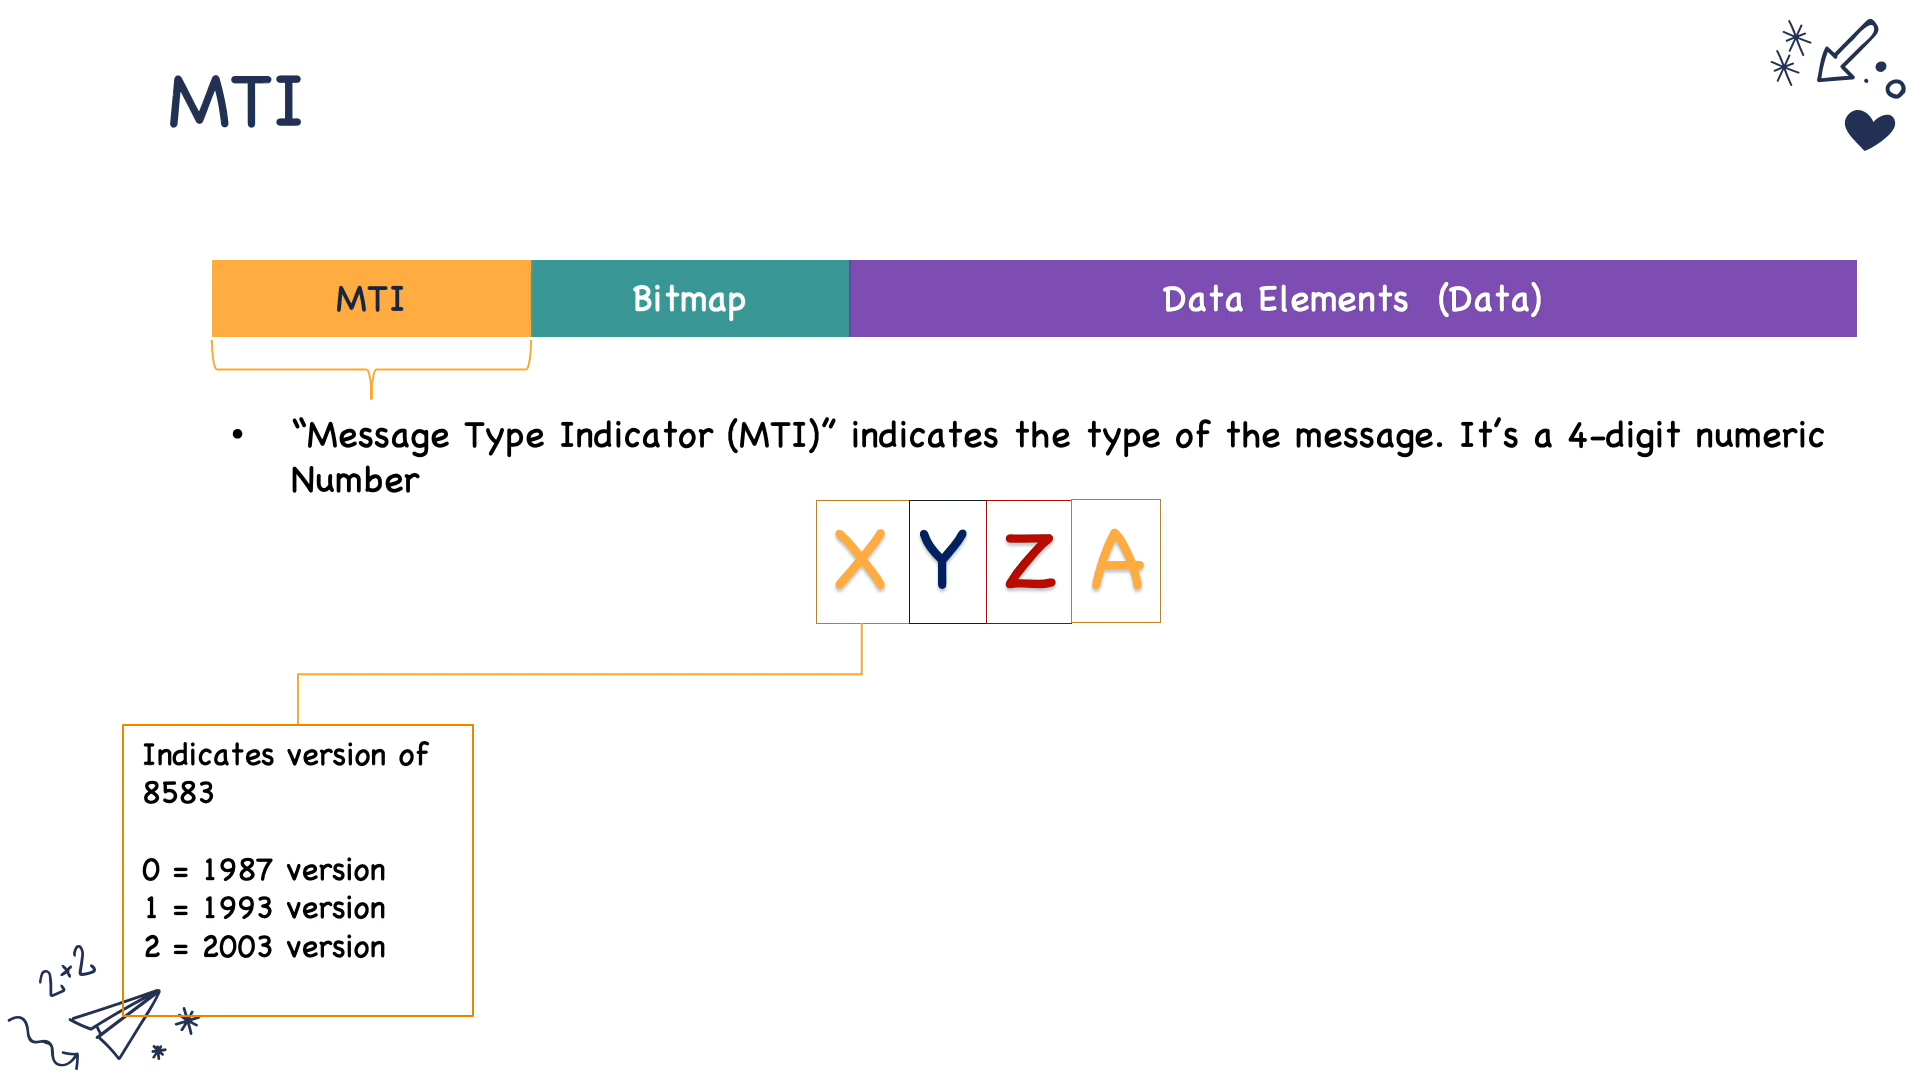 MTI
MTI Bitmap Data Elements (Data)
• “Message Type Indicator (MTI)” indicates the type of the message. It’s a 4-digit numeric
Number
X Y Z A
Indicates version of
8583
0 = 1987 version
1 = 1993 version
2 = 2003 version
2×2